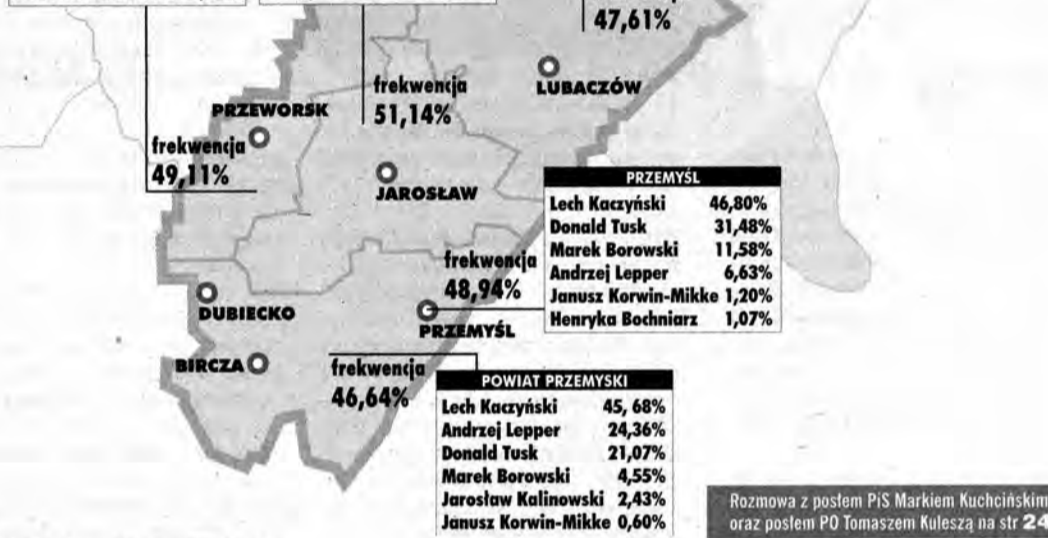 47,61%
LUBACZÓW
frekwencja
51,14%
PRZEWORSK
frekwencja
49,11%
JAROSŁAW
PRZEMYŚL
Lech Kaczyński 46,80%
Donald Tusk 31,48%
Marek Borowski 11,58%
Andrzej Lepper 6,63%
Janusz Korwin-Mikke 1,20%
Henryka Bochniarz 1,07%
frekwencja
48,94%
DUBIECKO
PRZEMYŚL
BIRCZA
frekwencja
46,64%
POWIAT PRZEMYSKI
Lech Kaczyński 45, 68%
Andrzej Lepper 24,36%
Donald Tusk 21,07%
Marek Borowski 4,55%
Jarosław Kalinowski 2,43%
Janusz Korwin-Mikke 0,60%
Rozmowa z posłem PiS Markiem Kuchcińskim
oraz posłem PO Tomaszem Kuleszą na str 24